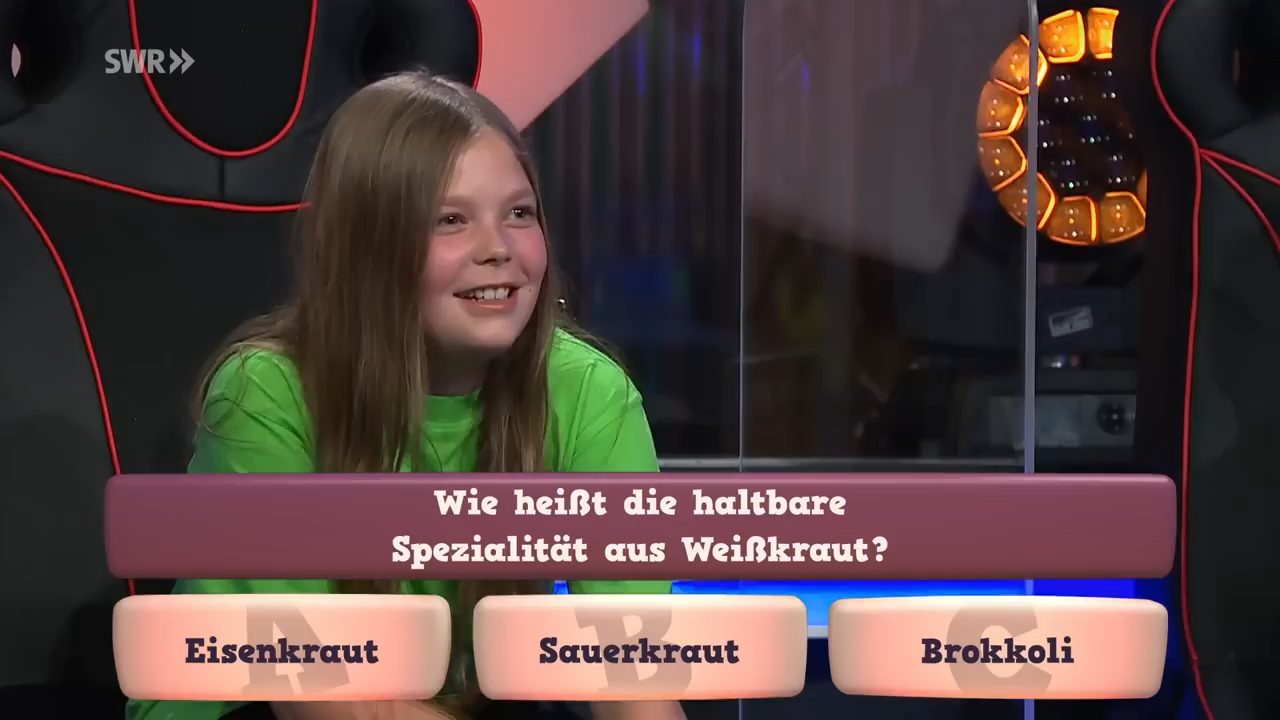 SWR
Wie heißt die haltbare
Spezialität aus Weißkraut?
A Eisenkraut
B Sauerkraut
C Brokkoli